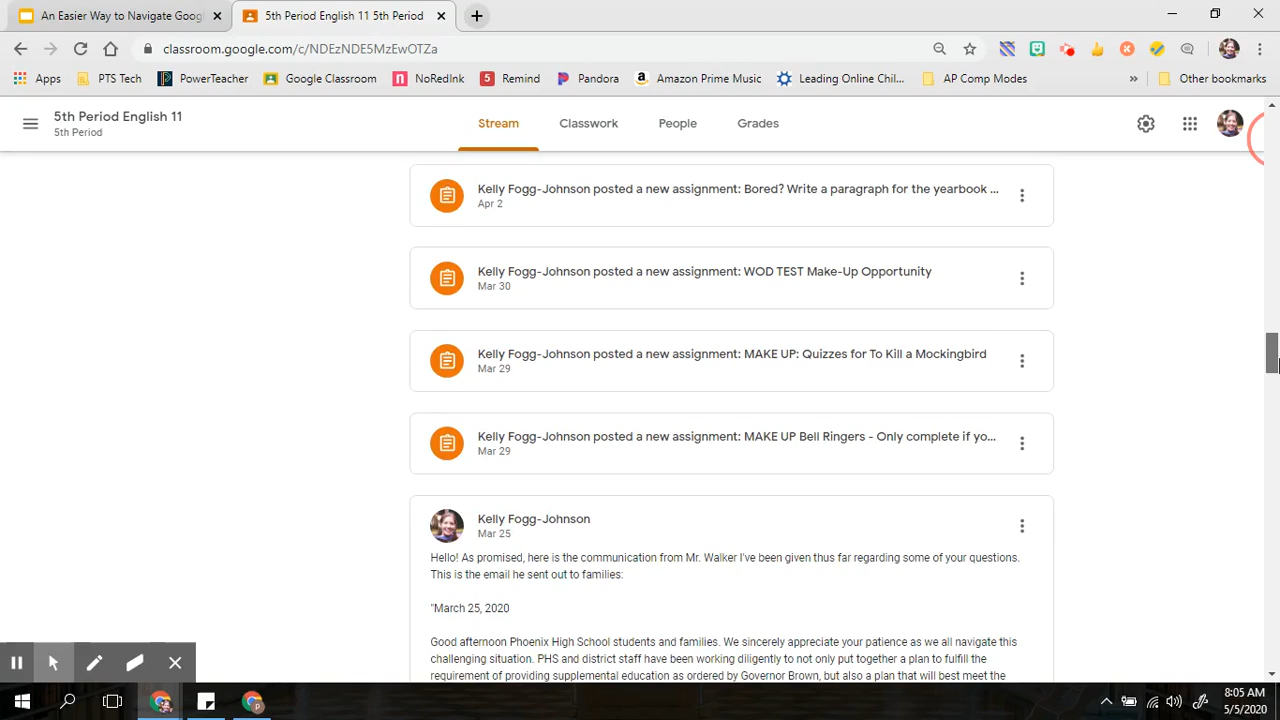 An Easier Way to Navigate Goog
5th Period English 11 5th Period
classroom.google.com/c/NDEzNDE5MzEwOTZa
Apps PTS Tech PowerTeacher Google Classroom NoRedInk Remind Pandora Amazon Prime Music Leading Online Chil... AP Comp Modes » Other bookmarks
5th Period English 11
5th Period
Stream Classwork People Grades
Kelly Fogg-Johnson posted a new assignment: Bored? Write a paragraph for the yearbook ...
Apr 2
Kelly Fogg-Johnson posted a new assignment: WOD TEST Make-Up Opportunity
Mar 30
Kelly Fogg-Johnson posted a new assignment: MAKE UP: Quizzes for To Kill a Mockingbird
Mar 29
Kelly Fogg-Johnson posted a new assignment: MAKE UP Bell Ringers - Only complete if yo...
Mar 29
Kelly Fogg-Johnson
Mar 25
Hello! As promised, here is the communication from Mr. Walker I've been given thus far regarding some of your questions.
This is the email he sent out to families:
"March 25, 2020
Good afternoon Phoenix High School students and families. We sincerely appreciate your patience as we all navigate this
challenging situation. PHS and district staff have been working diligently to not only put together a plan to fulfill the
requirement of providing supplemental education as ordered by Governor Brown, but also a plan that will best meet the
8:05 AM
5/5/2020